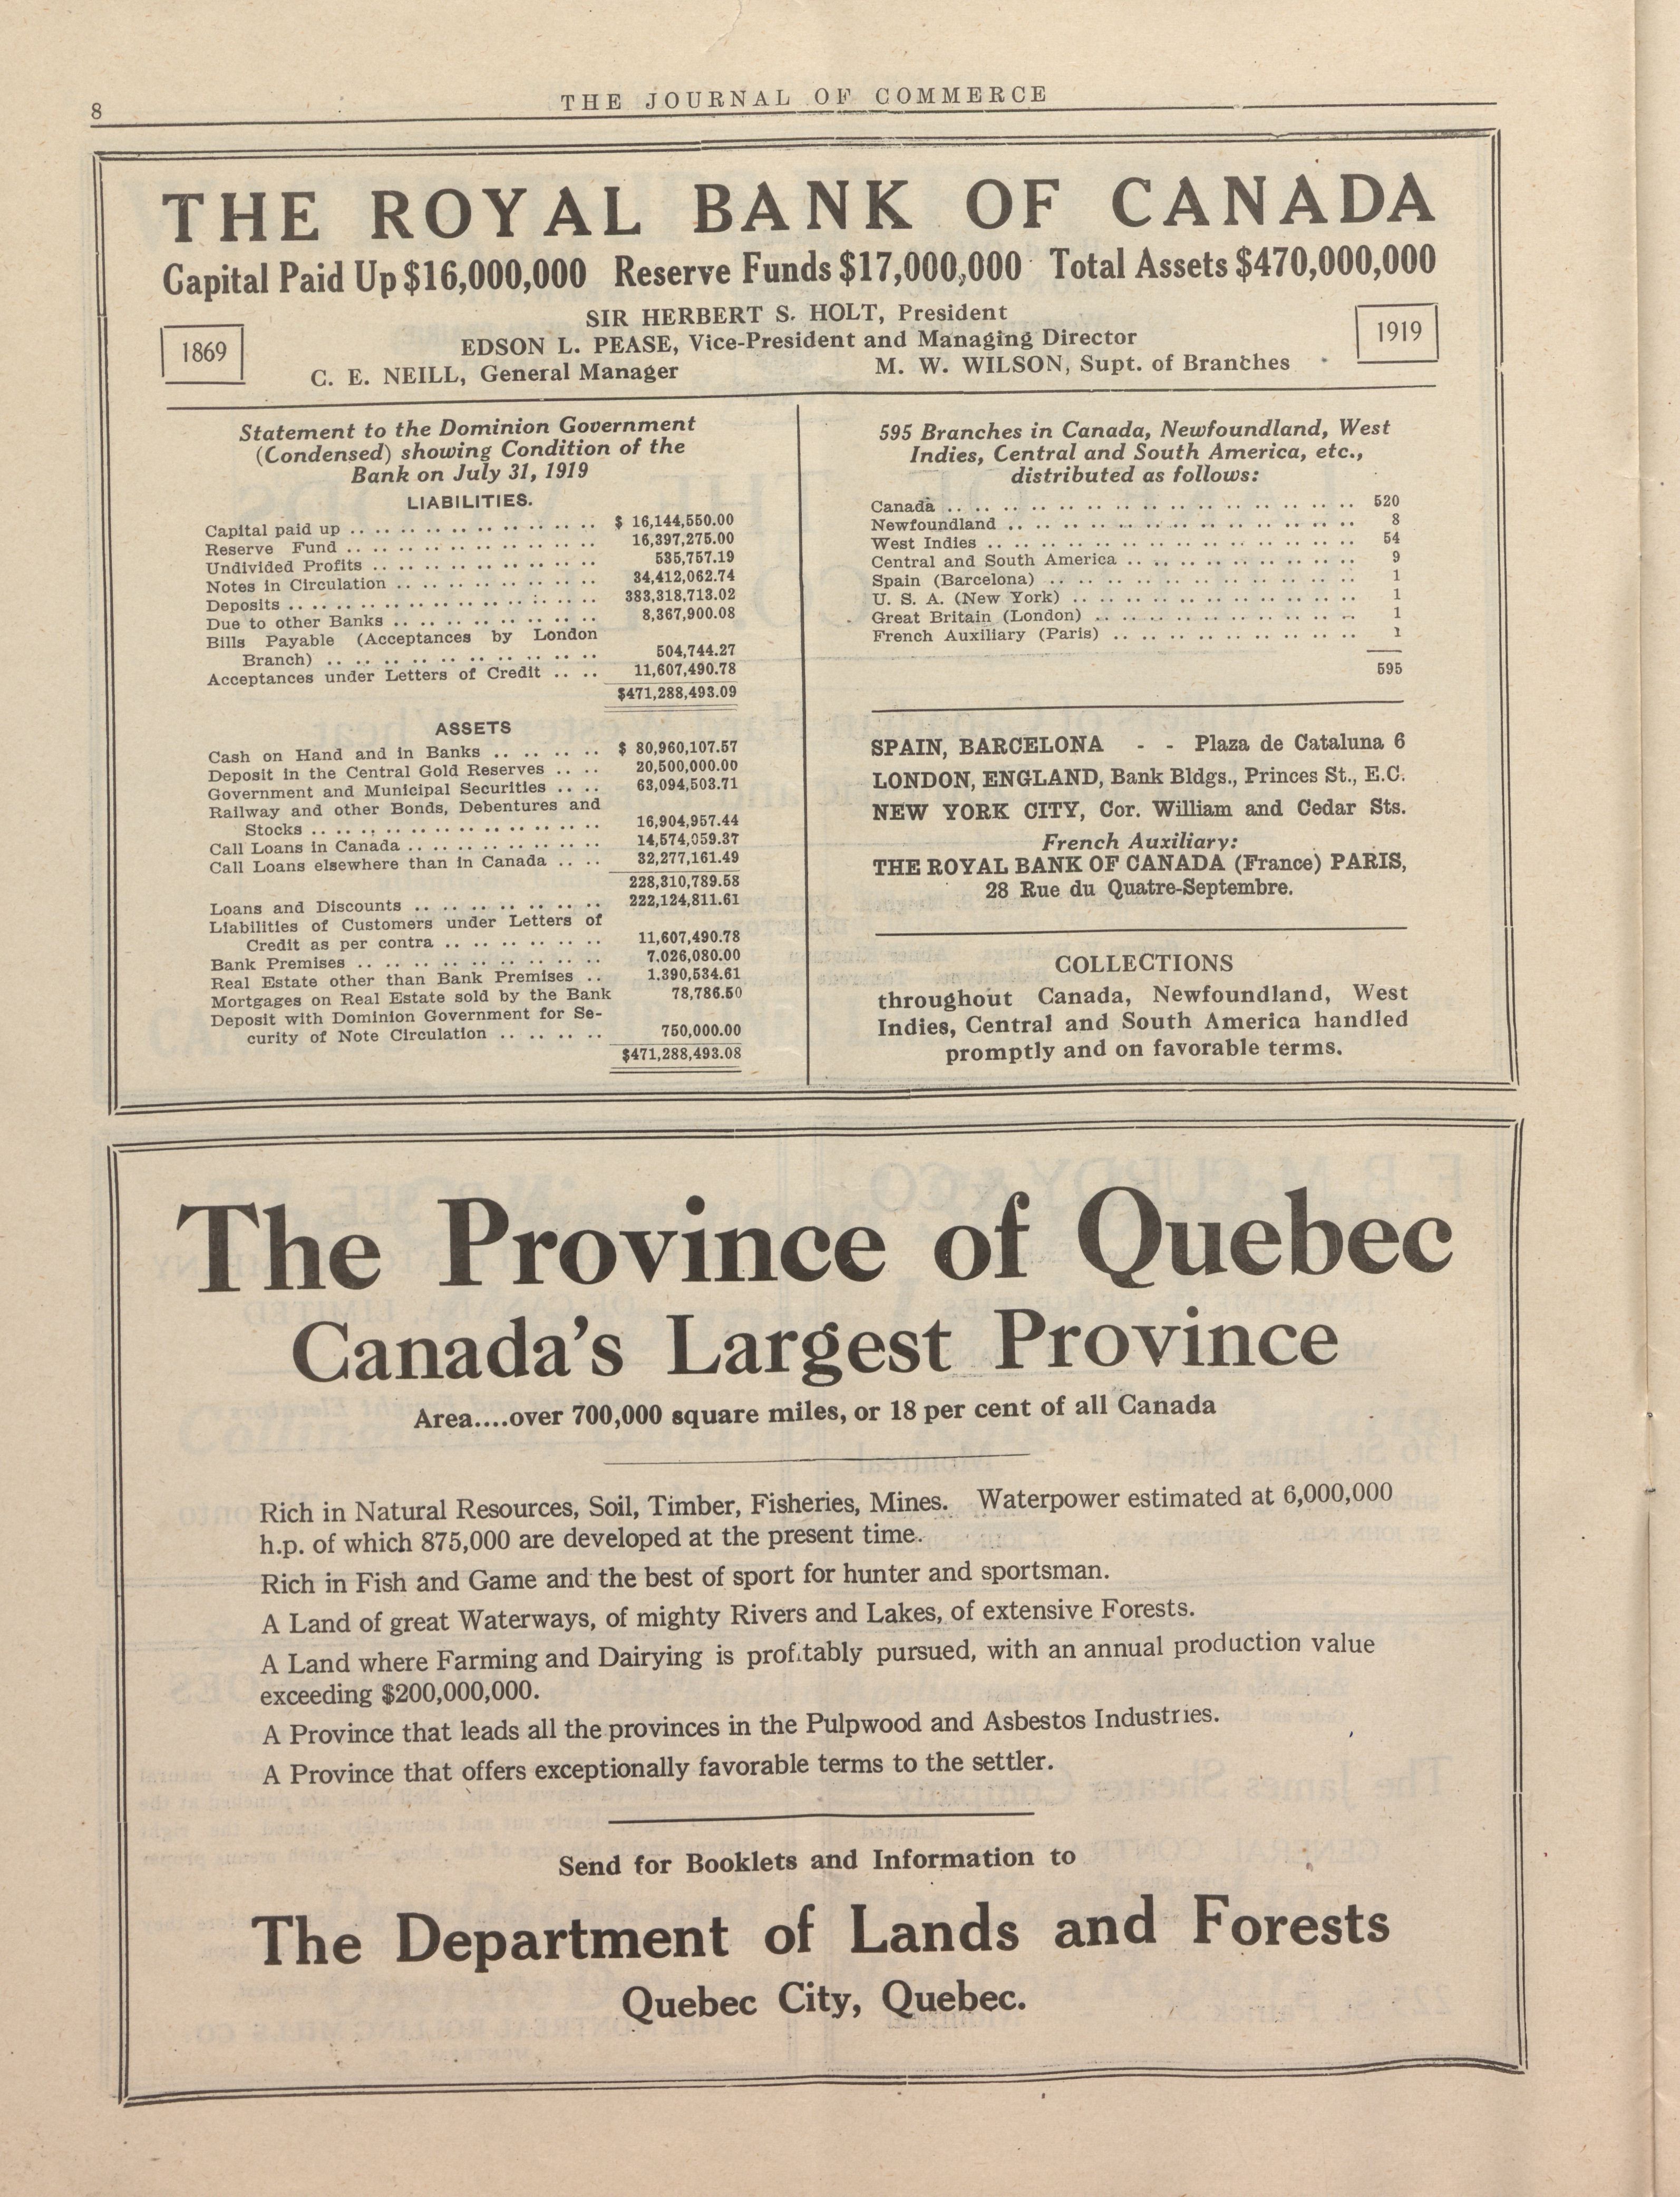 8
THE JOURNAL OF COMMERCE
THE ROYAL BANK OF CANADA
Capital Paid Up $16,000,000 Reserve Funds $17,000,000 Total Assets $470,000,000
SIR HERBERT S. HOLT, President
EDSON L. PEASE, Vice-President and Managing Director
C. E. NEILL, General Manager M. W. WILSON, Supt. of Branches
1869
1919
Statement to the Dominion Government
(Condensed) showing Condition of the
Bank on July 31, 1919
LIABILITIES.
Capital paid up .. .. .. .. .. .. .. .. .. $ 16,144,550.00
Reserve Fund .. .. .. .. .. .. .. .. .. 16,397,275.00
Undivided Profits .. .. .. .. .. .. .. .. 535,757.19
Notes in Circulation .. .. .. .. .. .. .. 34,412,062.74
Deposits .. .. .. .. .. .. .. .. .. .. .. 383,318,713.02
Due to other Banks .. .. .. .. .. .. .. .. 8,367,900.08
Bills Payable (Acceptances by London
Branch) .. .. .. .. .. .. .. .. .. .. 504,744.27
Acceptances under Letters of Credit .. .. 11,607,490.78
$471,288,493.09
ASSETS
Cash on Hand and in Banks .. .. .. .. $ 80,960,107.57
Deposit in the Central Gold Reserves .. .. 20,500,000.00
Government and Municipal Securities .. .. 63,094,503.71
Railway and other Bonds, Debentures and
Stocks .. .. .. .. .. .. .. .. .. .. .. 16,904,957.44
Call Loans in Canada .. .. .. .. .. .. .. 14,574,059.37
Call Loans elsewhere than in Canada .. .. 32,277,161.49
228,310,789.58
Loans and Discounts .. .. .. .. .. .. .. 222,124,811.61
Liabilities of Customers under Letters of
Credit as per contra .. .. .. .. .. .. 11,607,490.78
Bank Premises .. .. .. .. .. .. .. .. .. 7,026,080.00
Real Estate other than Bank Premises .. 1,390,534.61
Mortgages on Real Estate sold by the Bank 78,786.50
Deposit with Dominion Government for Se-
curity of Note Circulation .. .. .. .. 750,000.00
$471,288,493.08
595 Branches in Canada, Newfoundland, West
Indies, Central and South America, etc.,
distributed as follows:
Canada .. .. .. .. .. .. .. .. .. .. .. .. .. .. .. 520
Newfoundland .. .. .. .. .. .. .. .. .. .. .. .. .. 8
West Indies .. .. .. .. .. .. .. .. .. .. .. .. .. 54
Central and South America .. .. .. .. .. .. .. .. .. 9
Spain (Barcelona) .. .. .. .. .. .. .. .. .. .. .. 1
U. S. A. (New York) .. .. .. .. .. .. .. .. .. .. .. 1
Great Britain (London) .. .. .. .. .. .. .. .. .. .. 1
French Auxiliary (Paris) .. .. .. .. .. .. .. .. .. 1
595
SPAIN, BARCELONA - - Plaza de Cataluna 6
LONDON, ENGLAND, Bank Bldgs., Princes St., E.C.
NEW YORK CITY, Cor. William and Cedar Sts.
French Auxiliary:
THE ROYAL BANK OF CANADA (France) PARIS,
28 Rue du Quatre-Septembre.
COLLECTIONS
throughout Canada, Newfoundland, West
Indies, Central and South America handled
promptly and on favorable terms.
The Province of Quebec
Canada's Largest Province
Area....over 700,000 square miles, or 18 per cent of all Canada
Rich in Natural Resources, Soil, Timber, Fisheries, Mines. Waterpower estimated at 6,000,000
h.p. of which 875,000 are developed at the present time.
Rich in Fish and Game and the best of sport for hunter and sportsman.
A Land of great Waterways, of mighty Rivers and Lakes, of extensive Forests.
A Land where Farming and Dairying is profitably pursued, with an annual production value
exceeding $200,000,000.
A Province that leads all the provinces in the Pulpwood and Asbestos Industries.
A Province that offers exceptionally favorable terms to the settler.
Send for Booklets and Information to
The Department of Lands and Forests
Quebec City, Quebec.